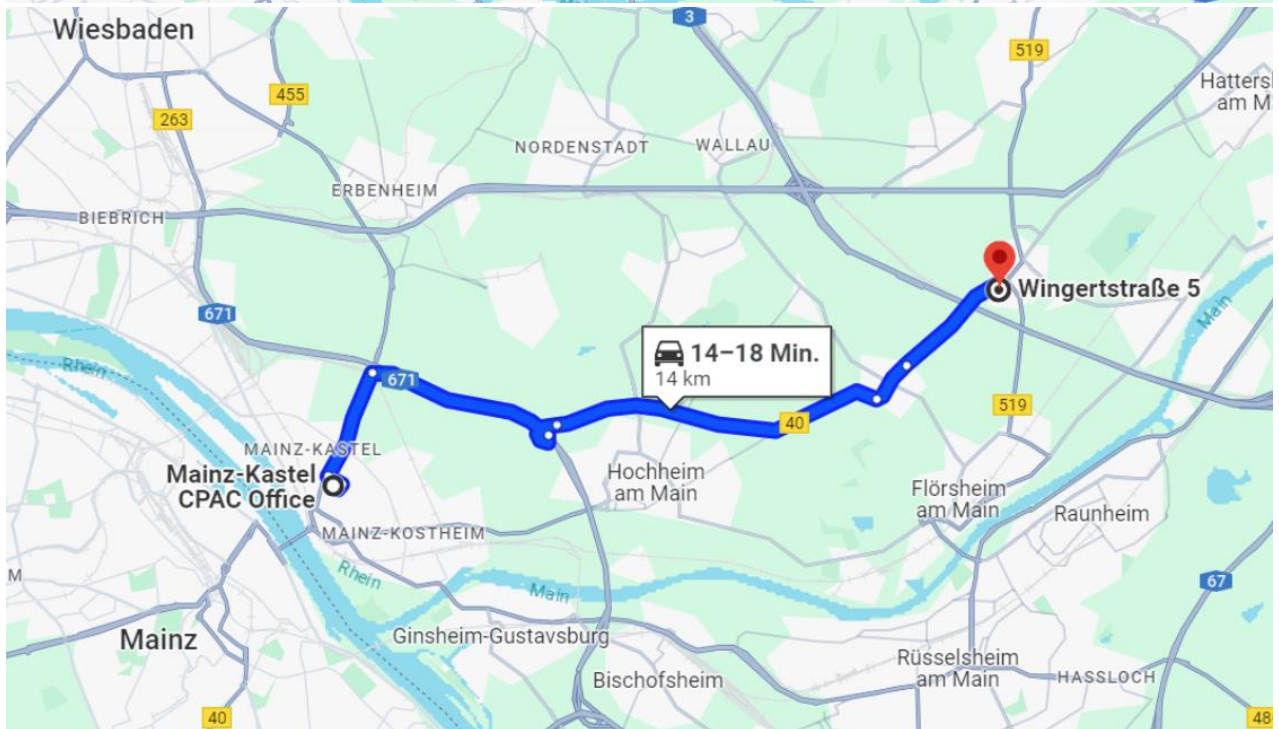 Wiesbaden
3
519
Hatters
am M
455
263
NORDENSTADT
WALLAU
ERBENHEIM
BIEBRICH
671
Rhein
Main
Wingertstraße 5
14–18 Min.
14 km
671
40
519
MAINZ-KASTEL
Mainz-Kastel
CPAC Office
Hochheim
am Main
Flörsheim
am Main
Raunheim
MAINZ-KOSTHEIM
M
Rhein
Main
67
Mainz
Ginsheim-Gustavsburg
Bischofsheim
Rüsselsheim
am Main
HASSLOCH
40
48